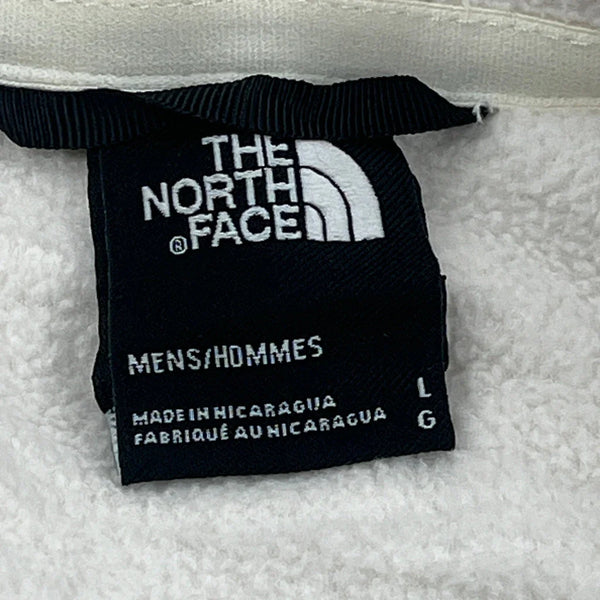 THE
NORTH
® FACE
MENS/HOMMES
MADE IN NICARAGUA
FABRIQUÉ AU NICARAGUA
L
G